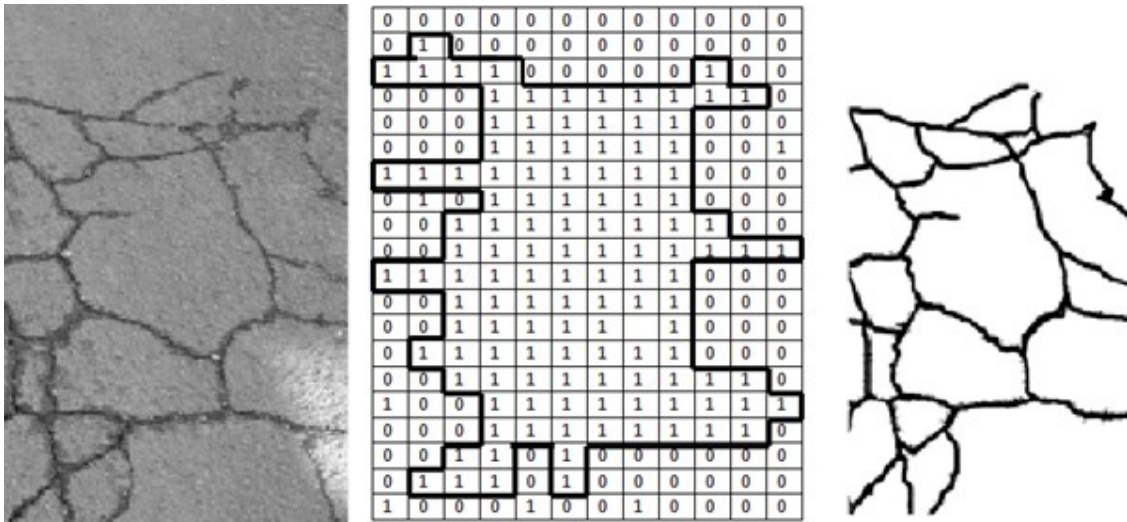 0 0 0 0 0 0 0 0 0 0 0 0
0 1 0 0 0 0 0 0 0 0 0 0
1 1 1 1 0 0 0 0 0 1 0 0
0 0 0 1 1 1 1 1 1 1 1 0
0 0 0 1 1 1 1 1 1 0 0 0
0 0 0 1 1 1 1 1 1 0 0 1
1 1 1 1 1 1 1 1 1 0 0 0
0 1 0 1 1 1 1 1 1 0 0 0
0 0 1 1 1 1 1 1 1 1 0 0
0 0 1 1 1 1 1 1 1 1 1 1
1 1 1 1 1 1 1 1 1 0 0 0
0 0 1 1 1 1 1 1 1 0 0 0
0 0 1 1 1 1 1 1 0 0 0
0 1 1 1 1 1 1 1 1 0 0 0
0 0 1 1 1 1 1 1 1 1 1 0
1 0 0 1 1 1 1 1 1 1 1 1
0 0 0 1 1 1 1 1 1 1 1 0
0 0 1 1 0 1 0 0 0 0 0 0
0 1 1 1 0 1 0 0 0 0 0 0
1 0 0 0 1 0 0 1 0 0 0 0